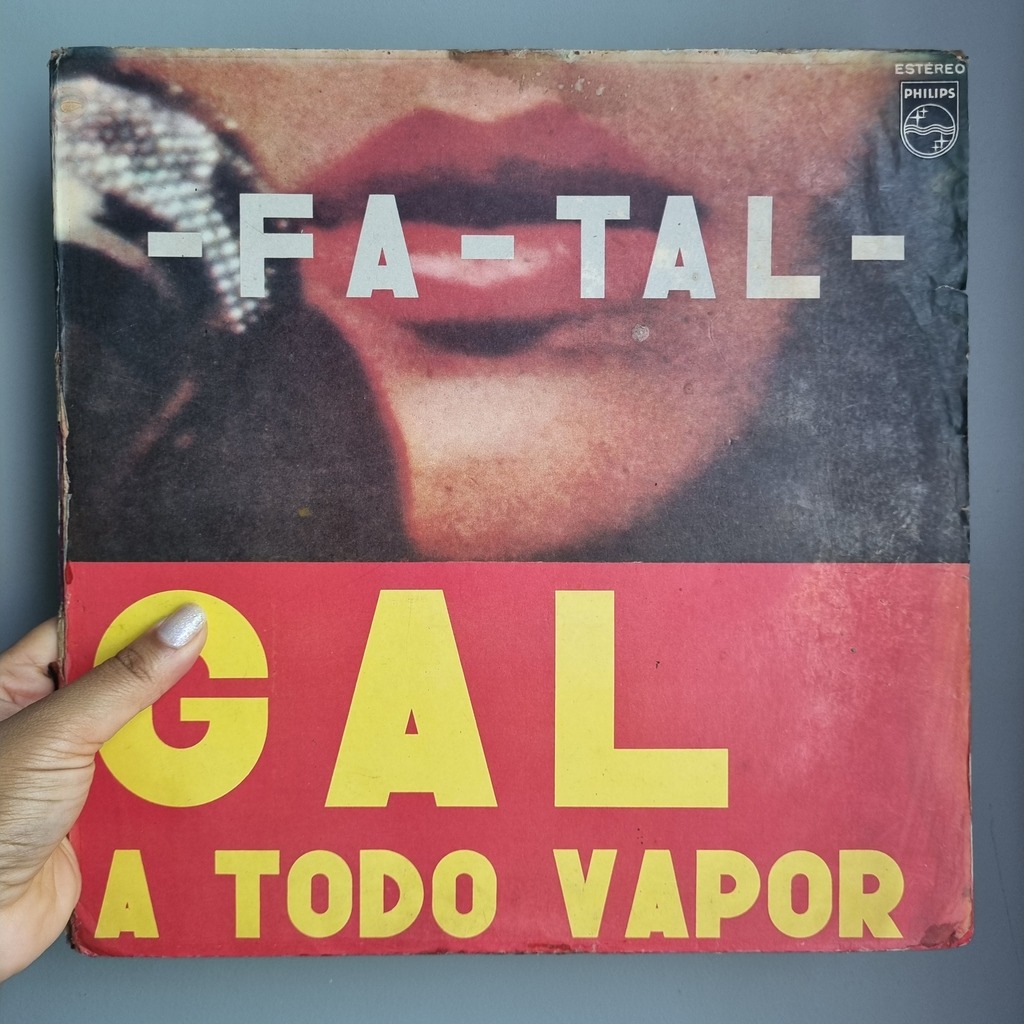 ESTÉREO
PHILIPS
-FA-TAL-
GAL
A TODO VAPOR